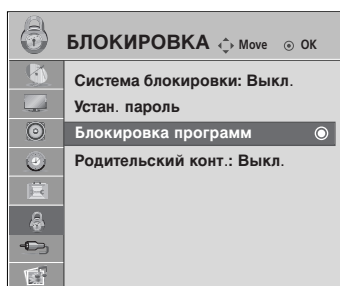 БЛОКИРОВКА Move OK
Система блокировки: Выкл.
Устан. пароль
Блокировка программ
Родительский конт.: Выкл.